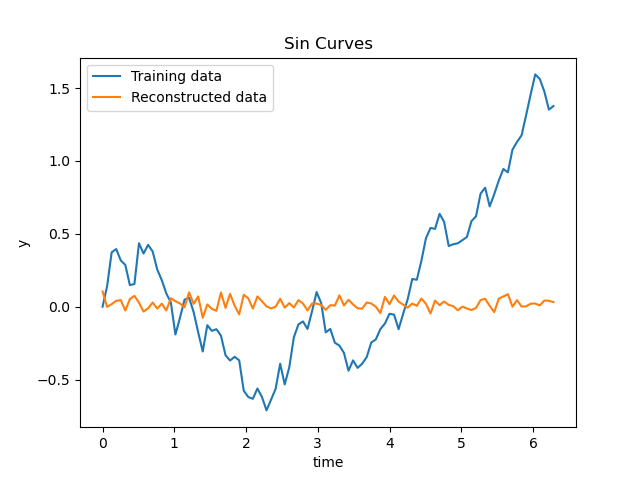 Sin Curves
Training data
Reconstructed data
1.5
1.0
0.5
0.0
−0.5
y
0 1 2 3 4 5 6
time